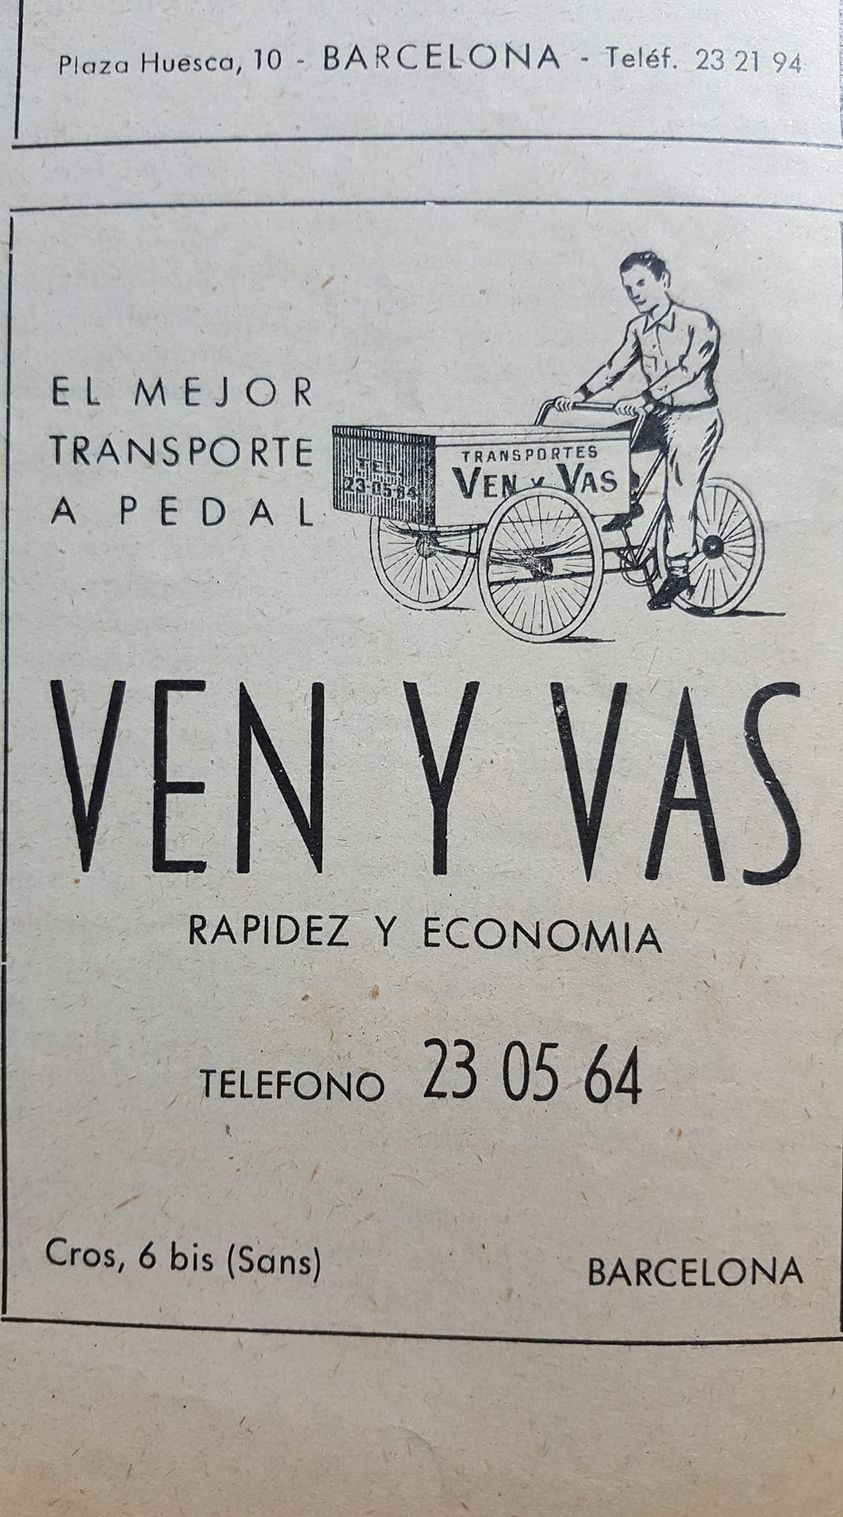 Plaza Huesca, 10 - BARCELONA - Teléf. 23 21 94
EL MEJOR
TRANSPORTE
A PEDAL
TRANSPORTES
VEN Y VAS
TEL.
23-05-64
VEN Y VAS
RAPIDEZ Y ECONOMIA
TELEFONO 23 05 64
Cros, 6 bis (Sans)
BARCELONA